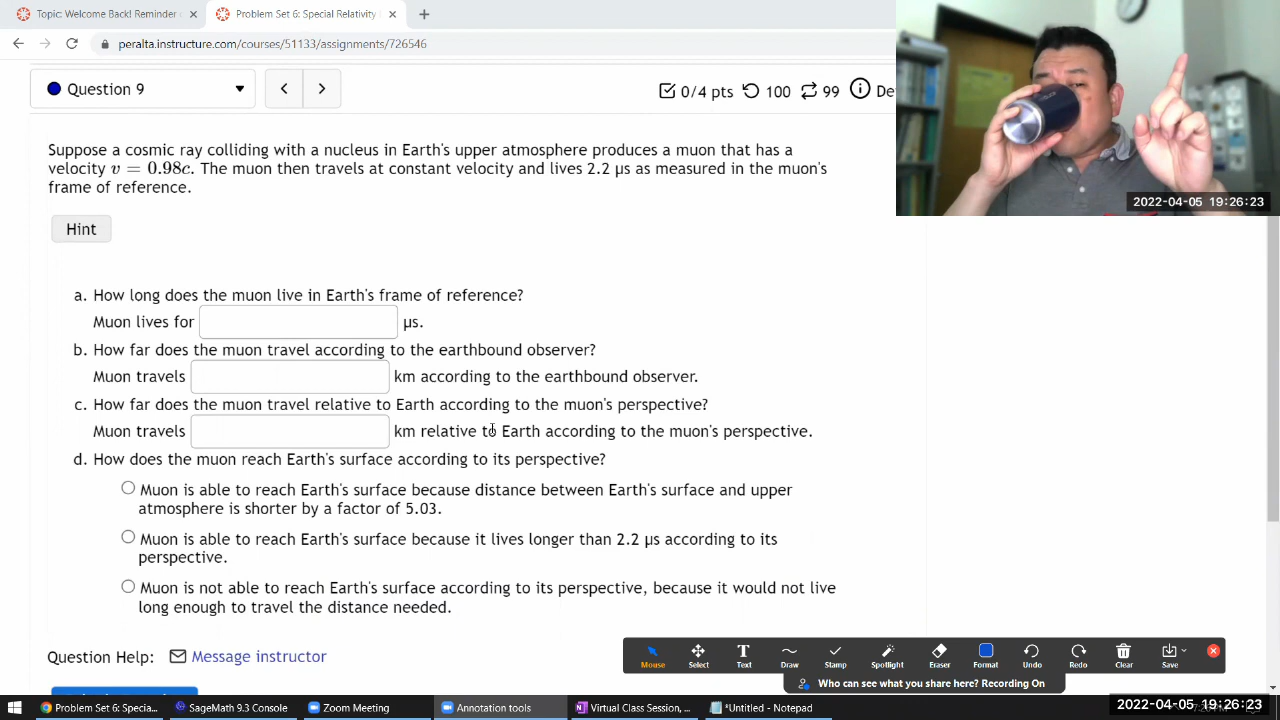 Topic: Welcome Back! Reminder
Problem Set 6: Special Relativity
peralta.instructure.com/courses/51133/assignments/726546
Question 9
0/4 pts 100 99 De
2022-04-05 19:26:23
Suppose a cosmic ray colliding with a nucleus in Earth's upper atmosphere produces a muon that has a
velocity v = 0.98c. The muon then travels at constant velocity and lives 2.2 µs as measured in the muon's
frame of reference.
Hint
a. How long does the muon live in Earth's frame of reference?
Muon lives for µs.
b. How far does the muon travel according to the earthbound observer?
Muon travels km according to the earthbound observer.
c. How far does the muon travel relative to Earth according to the muon's perspective?
Muon travels km relative to Earth according to the muon's perspective.
d. How does the muon reach Earth's surface according to its perspective?
Muon is able to reach Earth's surface because distance between Earth's surface and upper
atmosphere is shorter by a factor of 5.03.
Muon is able to reach Earth's surface because it lives longer than 2.2 µs according to its
perspective.
Muon is not able to reach Earth's surface according to its perspective, because it would not live
long enough to travel the distance needed.
Question Help: Message instructor
Mouse Select Text Draw Stamp Spotlight Eraser Format Undo Redo Clear Save
Who can see what you share here? Recording On
Problem Set 6: Specia... SageMath 9.3 Console Zoom Meeting Annotation tools Virtual Class Session, ... *Untitled - Notepad
2022-04-05 19:26:23